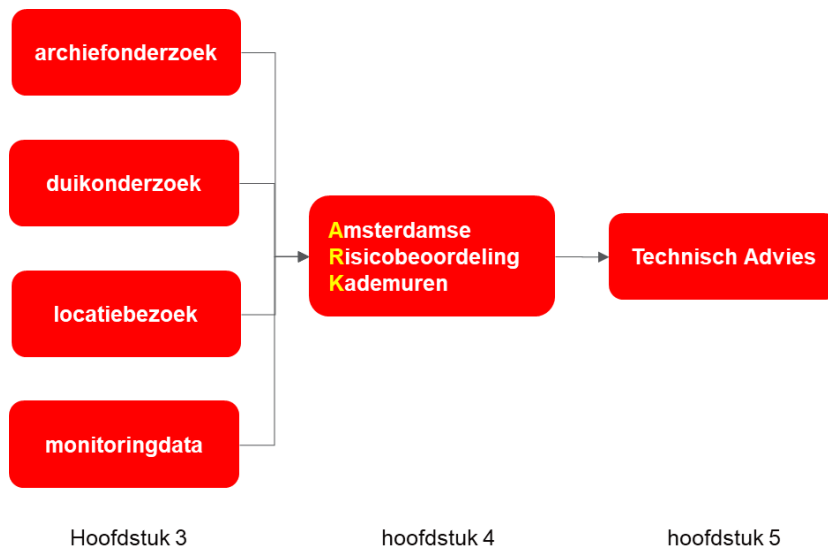 archiefonderzoek
duikonderzoek
locatiebezoek
monitoringdata
Amsterdamse
Risicobeoordeling
Kademuren
Technisch Advies
Hoofdstuk 3
hoofdstuk 4
hoofdstuk 5